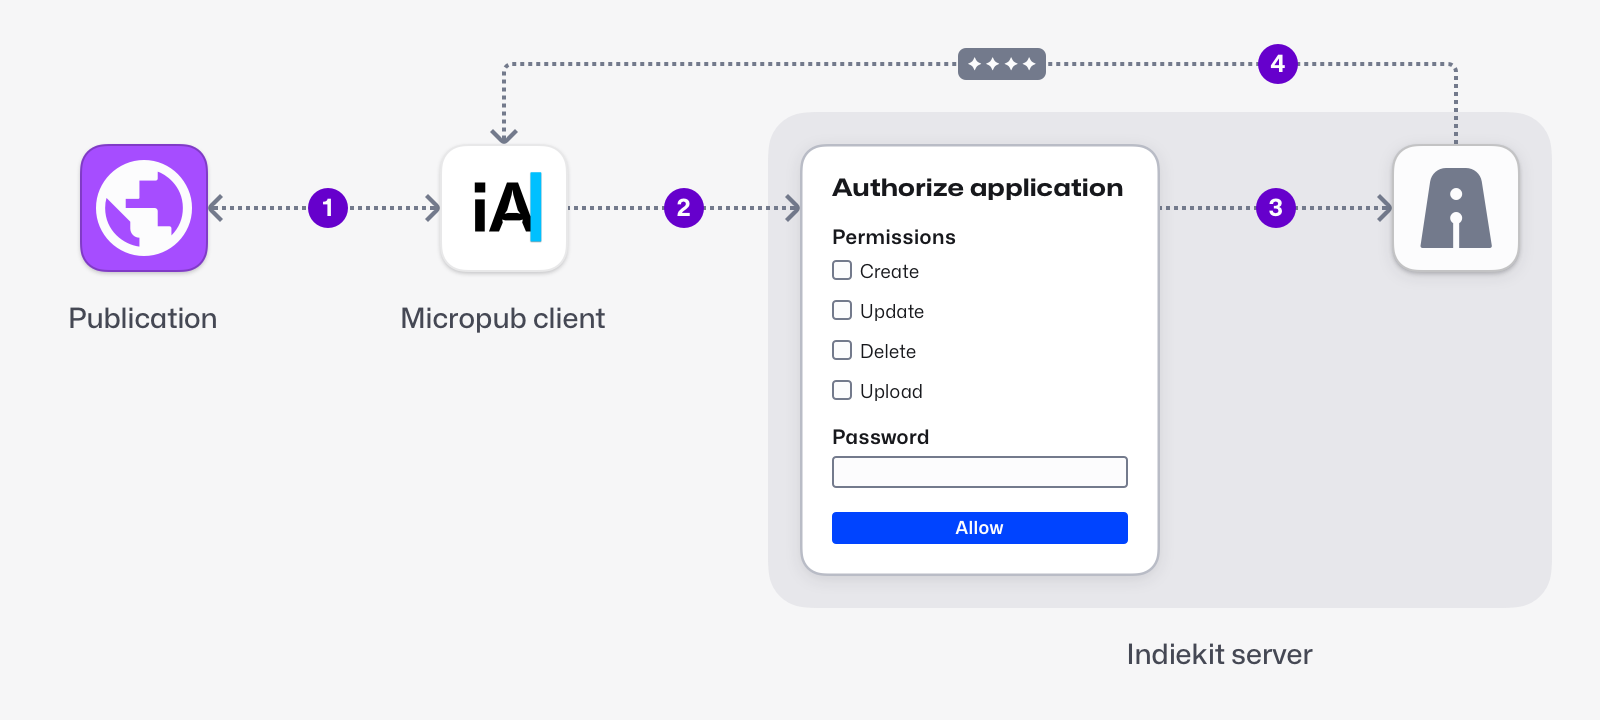 4
1
iA
2
Authorize application
3
Permissions
Create
Update
Delete
Upload
Password
Allow
Publication
Micropub client
Indiekit server